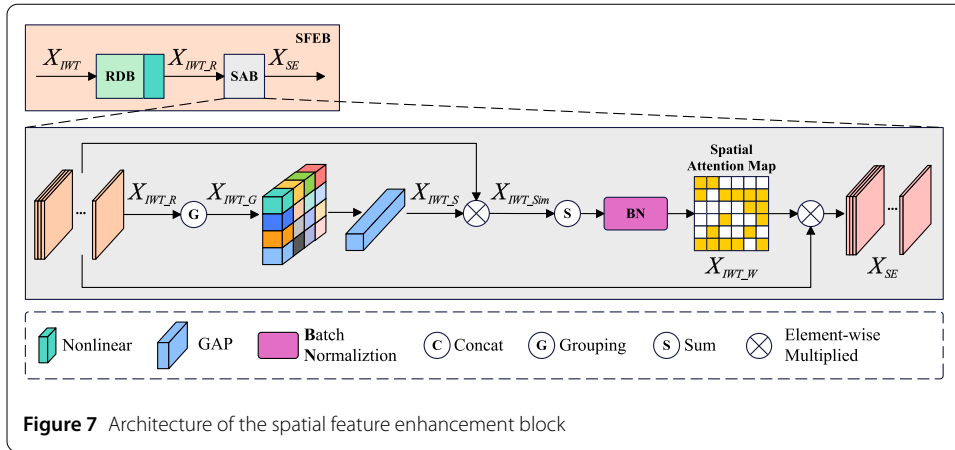 SFEB
X_IWT
RDB
X_IWT_R
SAB
X_SE
Spatial
Attention Map
...
X_IWT_R
G
X_IWT_G
X_IWT_S
X_IWT_Sim
S
BN
X_IWT_W
...
X_SE
Nonlinear
GAP
Batch
Normaliztion
C Concat
G Grouping
S Sum
Element-wise
Multiplied
Figure 7 Architecture of the spatial feature enhancement block